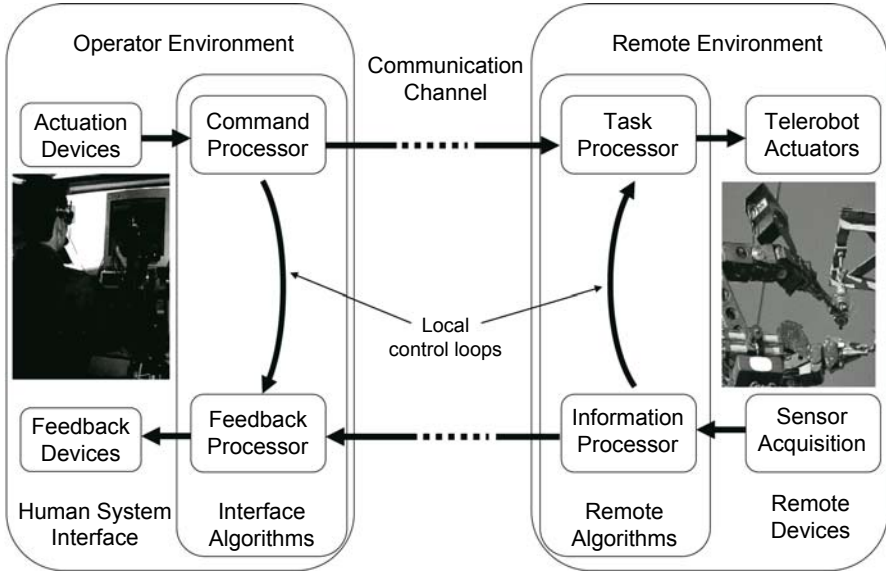 Operator Environment
Communication
Channel
Remote Environment
Actuation
Devices
Command
Processor
Task
Processor
Telerobot
Actuators
Local
control loops
Feedback
Devices
Feedback
Processor
Information
Processor
Sensor
Acquisition
Human System
Interface
Interface
Algorithms
Remote
Algorithms
Remote
Devices